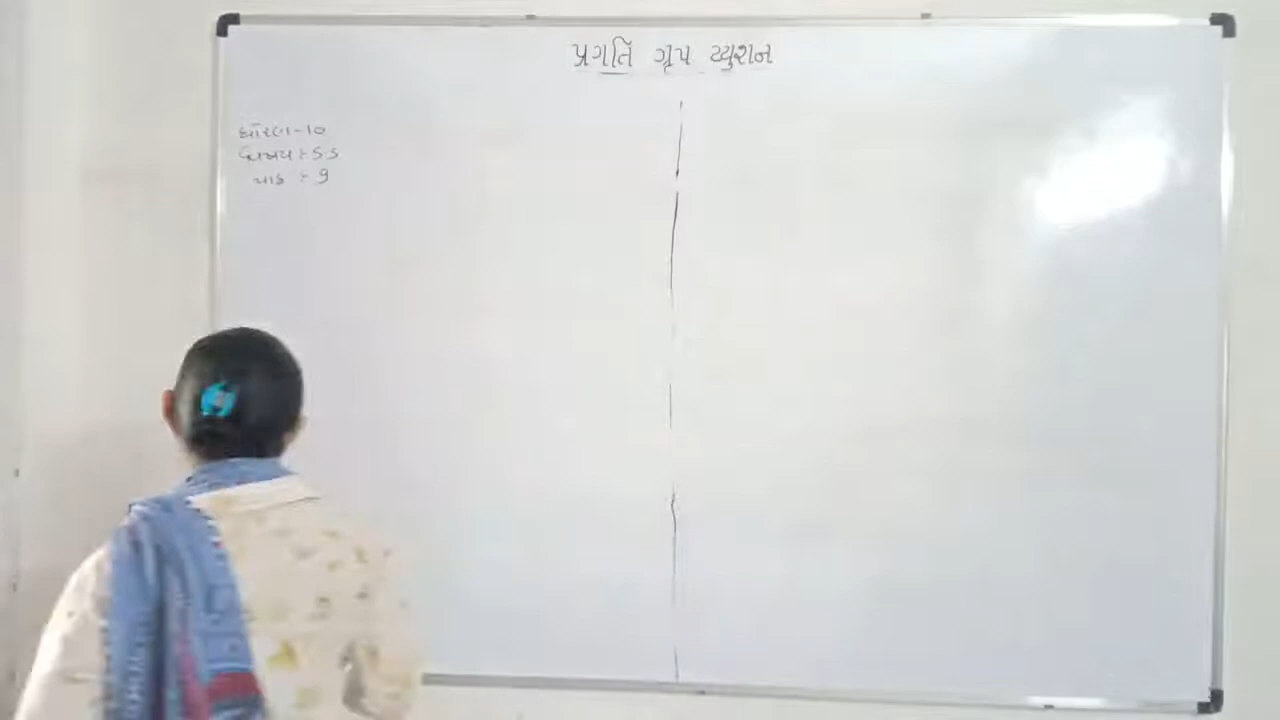 પ્રગતિ ગૃપ ટ્યુશન
ધોરણ-10
વિષય :- S.S
પાઠ :- 9